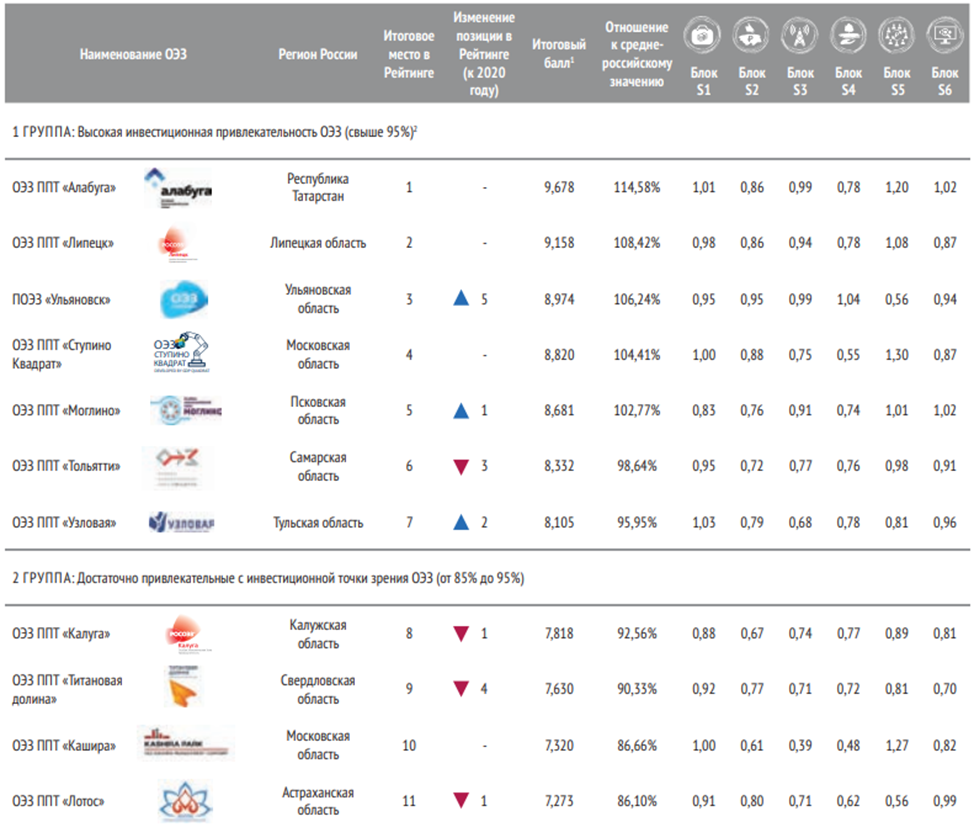 Наименование ОЭЗ Регион России Итоговое место в Рейтинге Изменение позиции в Рейтинге (к 2020 году) Итоговый балл¹ Отношение к средне-российскому значению Блок S1 Блок S2 Блок S3 Блок S4 Блок S5 Блок S6
1 ГРУППА: Высокая инвестиционная привлекательность ОЭЗ (свыше 95%)²
ОЭЗ ППТ «Алабуга» алабуга Республика Татарстан 1 - 9,678 114,58% 1,01 0,86 0,99 0,78 1,20 1,02
ОЭЗ ППТ «Липецк» Липецкая область 2 - 9,158 108,42% 0,98 0,86 0,94 0,78 1,08 0,87
ПОЭЗ «Ульяновск» ОЭЗ Ульяновская область 3 ▲ 5 8,974 106,24% 0,95 0,95 0,99 1,04 0,56 0,94
ОЭЗ ППТ «Ступино Квадрат» ОЭЗ СТУПИНО КВАДРАТ Московская область 4 - 8,820 104,41% 1,00 0,88 0,75 0,55 1,30 0,87
ОЭЗ ППТ «Моглино» МОГЛИНО Псковская область 5 ▲ 1 8,681 102,77% 0,83 0,76 0,91 0,74 1,01 1,02
ОЭЗ ППТ «Тольятти» Самарская область 6 ▼ 3 8,332 98,64% 0,95 0,72 0,77 0,76 0,98 0,91
ОЭЗ ППТ «Узловая» УЗЛОВАЯ Тульская область 7 ▲ 2 8,105 95,95% 1,03 0,79 0,68 0,78 0,81 0,96
2 ГРУППА: Достаточно привлекательные с инвестиционной точки зрения ОЭЗ (от 85% до 95%)
ОЭЗ ППТ «Калуга» Калуга Калужская область 8 ▼ 1 7,818 92,56% 0,88 0,67 0,74 0,77 0,89 0,81
ОЭЗ ППТ «Титановая долина» ТИТАНОВАЯ ДОЛИНА Свердловская область 9 ▼ 4 7,630 90,33% 0,92 0,77 0,71 0,72 0,81 0,70
ОЭЗ ППТ «Кашира» KASHIRA PARK Московская область 10 - 7,320 86,66% 1,00 0,61 0,39 0,48 1,27 0,82
ОЭЗ ППТ «Лотос» Астраханская область 11 ▼ 1 7,273 86,10% 0,91 0,80 0,71 0,62 0,56 0,99